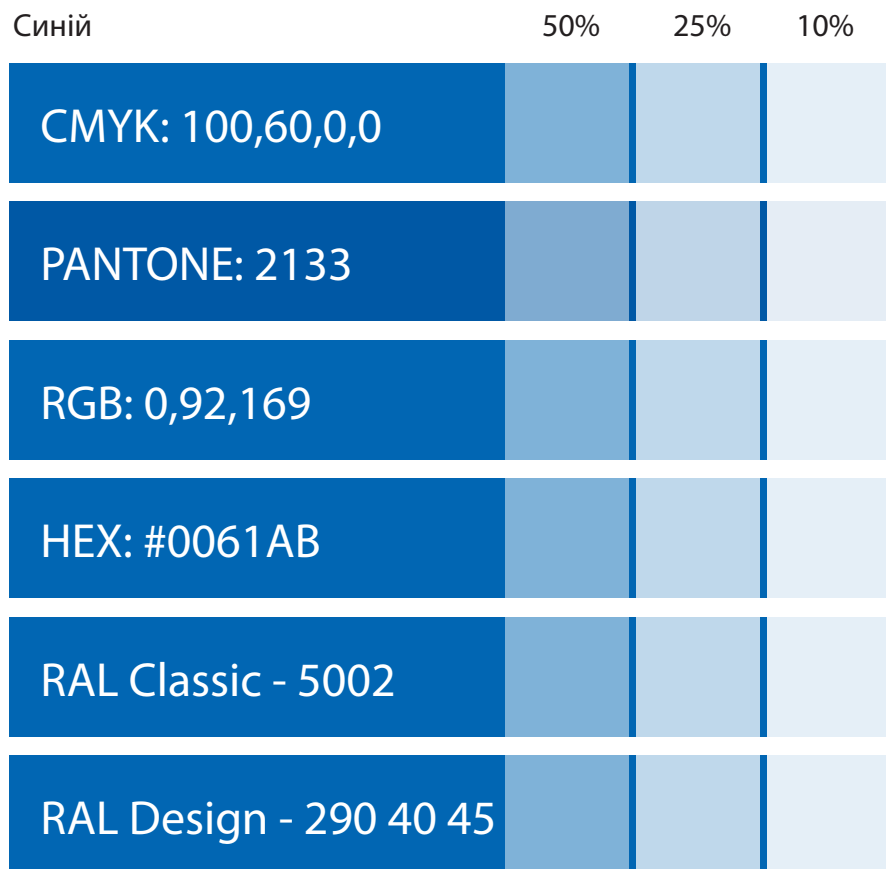 Синій 50% 25% 10%
CMYK: 100,60,0,0
PANTONE: 2133
RGB: 0,92,169
HEX: #0061AB
RAL Classic - 5002
RAL Design - 290 40 45